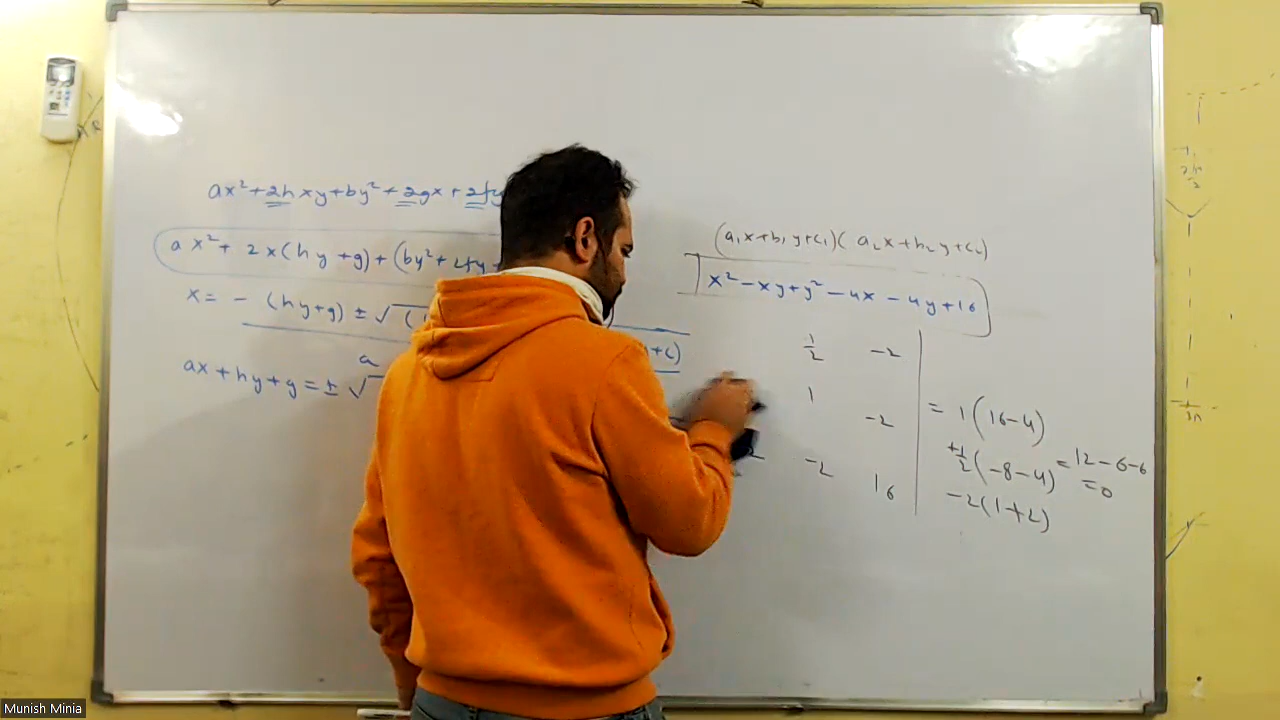 ax²+2hxy+by²+2gx+2fy
ax²+ 2x(hy+g)+(by²+2fy
x= -(hy+g) ± √(
a
+c)
ax+hy+g=±√
(a₁x+b₁y+c₁)(a₂x+b₂y+c₂)
x²-xy+y²-4x-4y+16
1/2 -2
1 -2
-2 16
= 1(16-4)
+1/2(-8-4) =12-6-6
-2(1+2) =0
Munish Minia